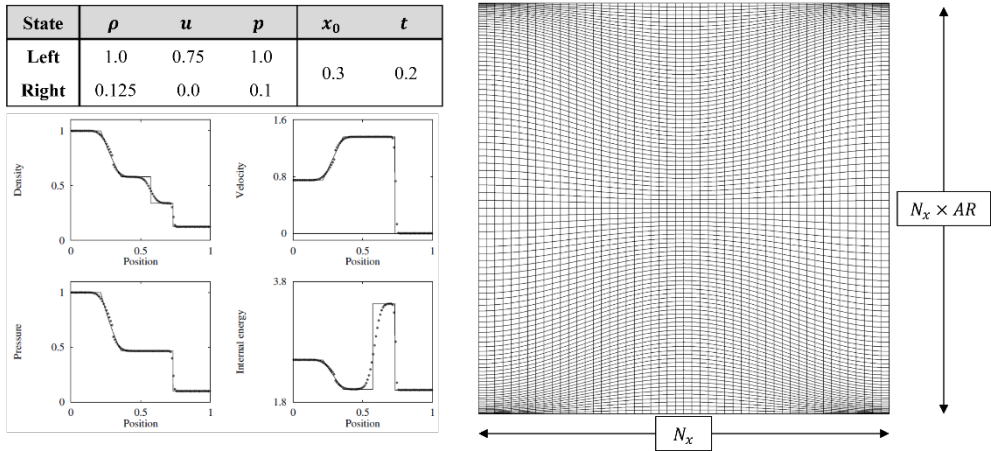 State ρ u p x₀ t
Left 1.0 0.75 1.0 0.3 0.2
Right 0.125 0.0 0.1
Density
1
0.5
0
0 0.5 1
Position
Velocity
1.6
0.8
0
0 0.5 1
Position
Pressure
1
0.5
0
0 0.5 1
Position
Internal energy
3.8
1.8
0 0.5 1
Position
Nₓ × AR
Nₓ